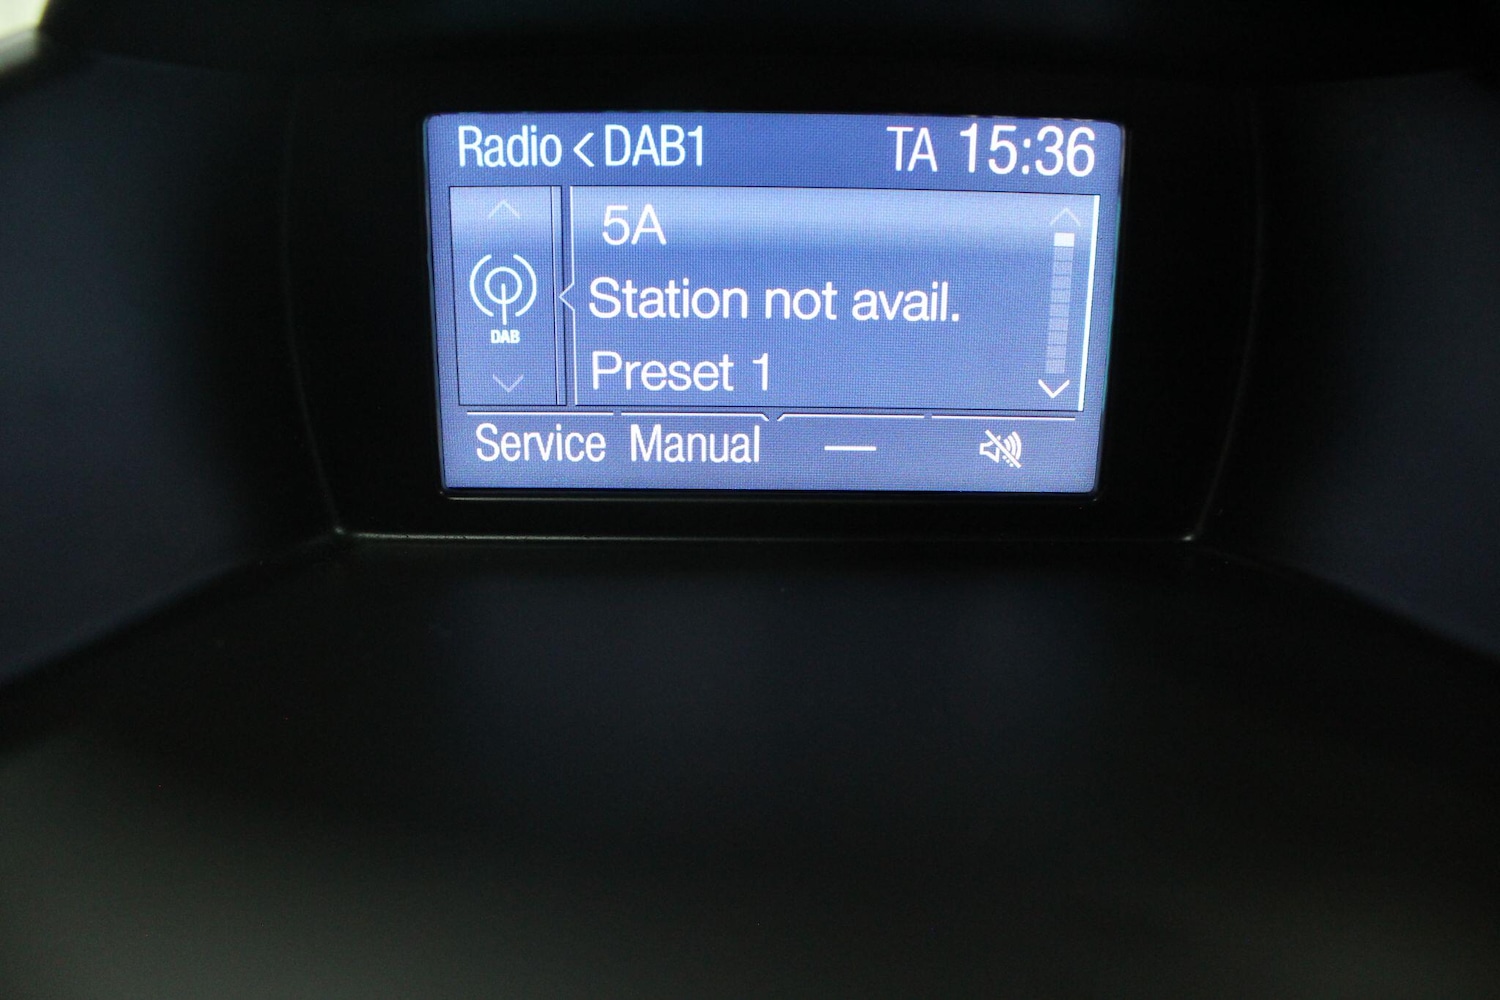 Radio < DAB1 TA 15:36
5A
DAB
Station not avail.
Preset 1
Service Manual —